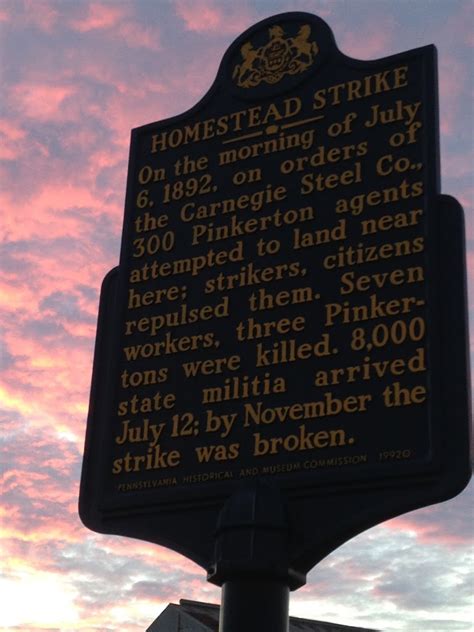 HOMESTEAD STRIKE
On the morning of July
6, 1892, on orders of
the Carnegie Steel Co.,
300 Pinkerton agents
attempted to land near
here; strikers, citizens
repulsed them. Seven
workers, three Pinker-
tons were killed. 8,000
state militia arrived
July 12; by November the
strike was broken.
PENNSYLVANIA HISTORICAL AND MUSEUM COMMISSION 1992©